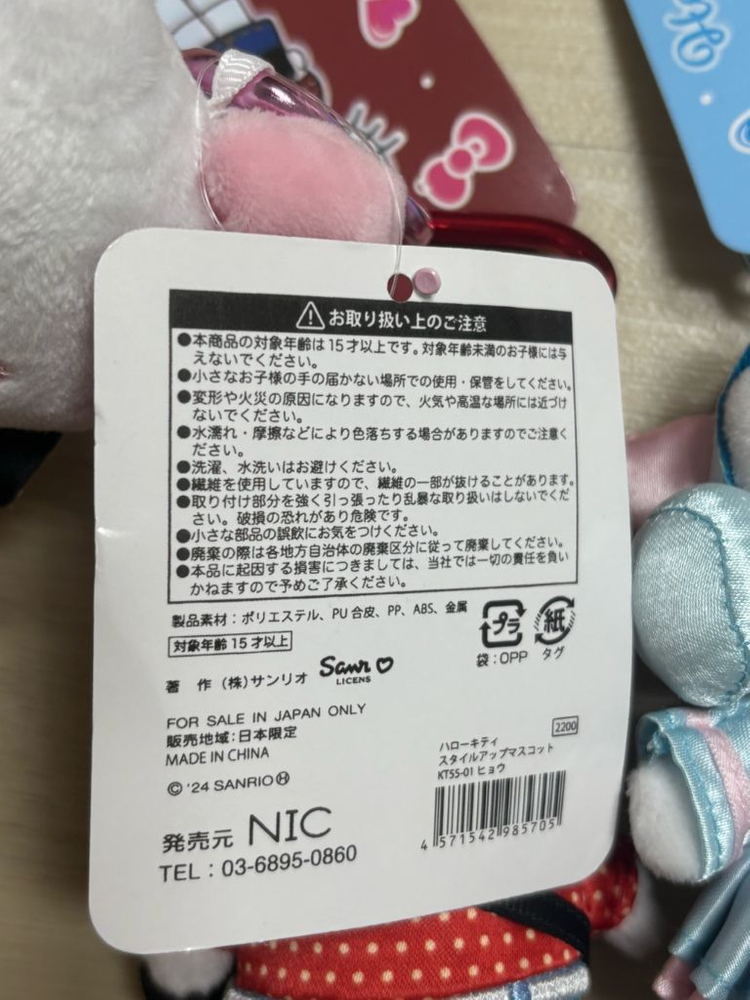 ⚠お取り扱い上のご注意
●本商品の対象年齢は15才以上です。対象年齢未満のお子様には与
えないでください。
●小さなお子様の手の届かない場所での使用・保管をしてください。
●変形や火災の原因になりますので、火気や高温な場所には近づけ
ないでください。
●水濡れ・摩擦などにより色落ちする場合がありますのでご注意く
ださい。
●洗濯、水洗いはお避けください。
●繊維を使用していますので、繊維の一部が抜けることがあります。
●取り付け部分を強く引っ張ったり乱暴な取り扱いはしないでくだ
さい。破損の恐れがあり危険です。
●小さな部品の誤飲にお気をつけください。
●廃棄の際は各地方自治体の廃棄区分に従って廃棄してください。
●本品に起因する損害につきましては、当社では一切の責任を負い
かねますので予めご了承ください。
製品素材：ポリエステル、PU合皮、PP、ABS、金属
対象年齢15才以上
プラ
紙
袋：OPP
タグ
著 作 (株)サンリオ
Sanrio
LICENS
FOR SALE IN JAPAN ONLY
販売地域：日本限定
MADE IN CHINA
© '24 SANRIO Ⓗ
2200
ハローキティ
スタイルアップマスコット
KT55-01 ヒョウ
4 571542 985705
発売元 NIC
TEL：03-6895-0860